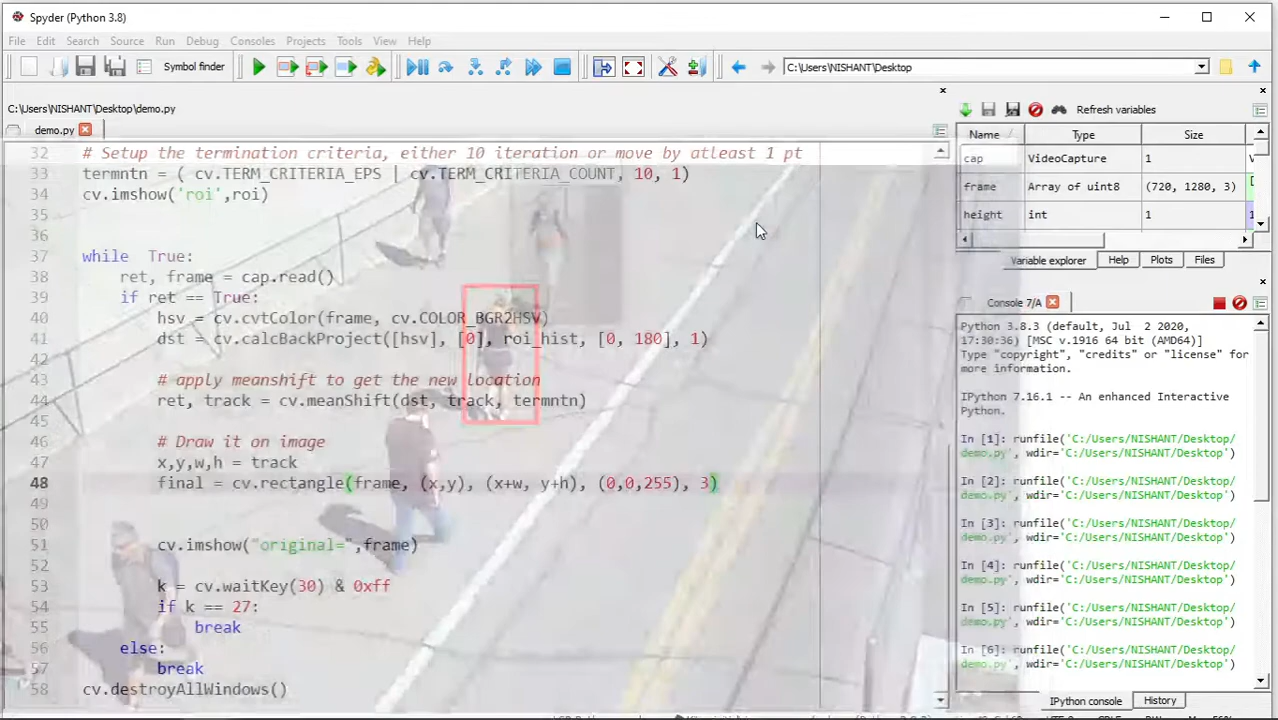 Spyder (Python 3.8)
File Edit Search Source Run Debug Consoles Projects Tools View Help
Symbol finder
C:\Users\NISHANT\Desktop
C:\Users\NISHANT\Desktop\demo.py
demo.py
32 # Setup the termination criteria, either 10 iteration or move by atleast 1 pt
33 termntn = ( cv.TERM_CRITERIA_EPS | cv.TERM_CRITERIA_COUNT, 10, 1)
34 cv.imshow('roi',roi)
35
36
37 while  True:
38 ret, frame = cap.read()
39 if ret == True:
40 hsv = cv.cvtColor(frame, cv.COLOR_BGR2HSV)
41 dst = cv.calcBackProject([hsv], [0], roi_hist, [0, 180], 1)
42
43 # apply meanshift to get the new location
44 ret, track = cv.meanShift(dst, track, termntn)
45
46 # Draw it on image
47 x,y,w,h = track
48 final = cv.rectangle(frame, (x,y), (x+w, y+h), (0,0,255), 3)
49
50
51 cv.imshow("original=",frame)
52
53 k = cv.waitKey(30) & 0xff
54 if k == 27:
55 break
56 else:
57 break
58 cv.destroyAllWindows()
Refresh variables
Name Type Size
cap VideoCapture 1
frame Array of uint8 (720, 1280, 3)
height int 1
Variable explorer Help Plots Files
Console 7/A
Python 3.8.3 (default, Jul  2 2020,
17:30:36) [MSC v.1916 64 bit (AMD64)]
Type "copyright", "credits" or "license" for
more information.
IPython 7.16.1 -- An enhanced Interactive
Python.
In [1]: runfile('C:/Users/NISHANT/Desktop/
demo.py', wdir='C:/Users/NISHANT/Desktop')
In [2]: runfile('C:/Users/NISHANT/Desktop/
demo.py', wdir='C:/Users/NISHANT/Desktop')
In [3]: runfile('C:/Users/NISHANT/Desktop/
demo.py', wdir='C:/Users/NISHANT/Desktop')
In [4]: runfile('C:/Users/NISHANT/Desktop/
demo.py', wdir='C:/Users/NISHANT/Desktop')
In [5]: runfile('C:/Users/NISHANT/Desktop/
demo.py', wdir='C:/Users/NISHANT/Desktop')
In [6]: runfile('C:/Users/NISHANT/Desktop/
demo.py', wdir='C:/Users/NISHANT/Desktop')
IPython console History